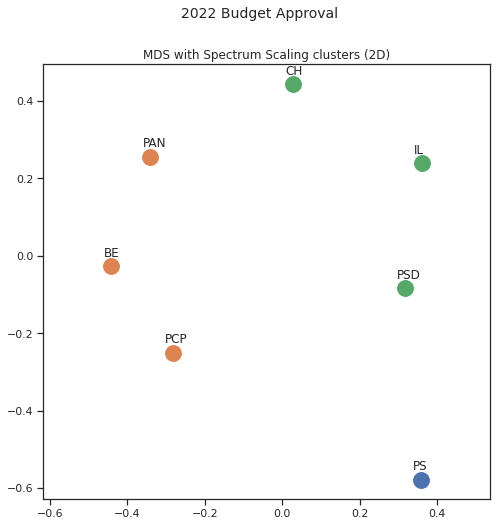 2022 Budget Approval
MDS with Spectrum Scaling clusters (2D)
CH
PAN
IL
BE
PSD
PCP
PS
0.4
0.2
0.0
−0.2
−0.4
−0.6
−0.6 −0.4 −0.2 0.0 0.2 0.4